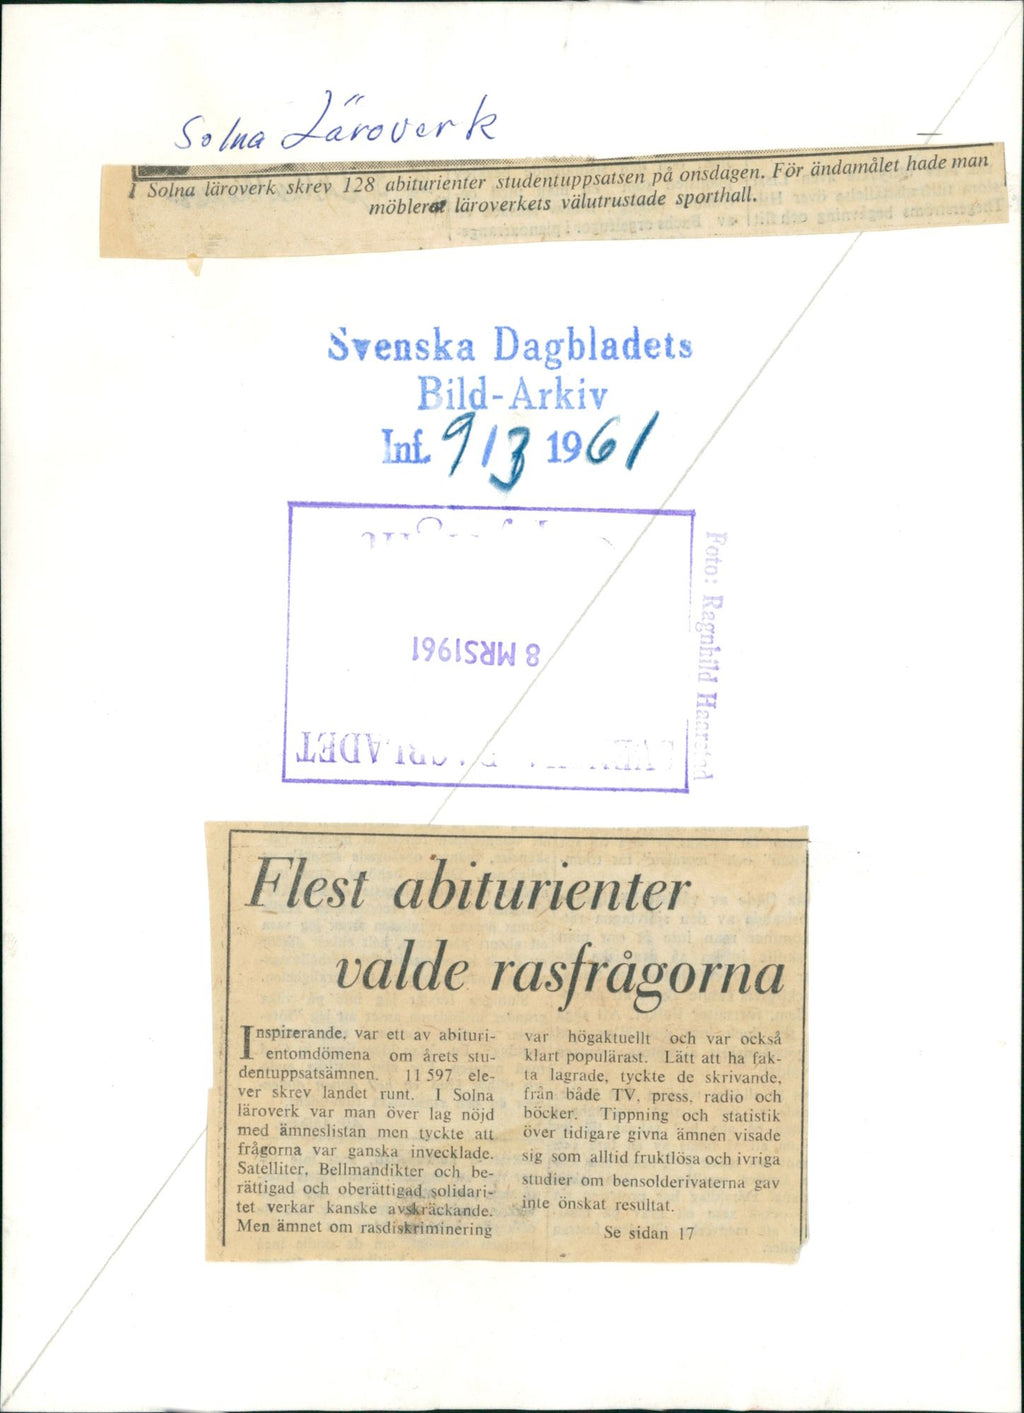 Solna Läroverk
I Solna läroverk skrev 128 abiturienter studentuppsatsen på onsdagen. För ändamålet hade man
möblerat läroverkets välutrustade sporthall.
Svenska Dagbladets
Bild-Arkiv
Inf. 9/3 1961
8 MRS 1961
Foto: Ragnhild Haarstad
Flest abiturienter
valde rasfrågorna
Inspirerande, var ett av abituri-
entomdömena om årets stu-
dentuppsatsämnen. 11 597 ele-
ver skrev landet runt. I Solna
läroverk var man över lag nöjd
med ämneslistan men tyckte att
frågorna var ganska invecklade.
Satelliter, Bellmandikter och be-
rättigad och oberättigad solidari-
tet verkar kanske avskräckande.
Men ämnet om rasdiskriminering
var högaktuellt och var också
klart populärast. Lätt att ha fak-
ta lagrade, tyckte de skrivande,
från både TV, press, radio och
böcker. Tippning och statistik
över tidigare givna ämnen visade
sig som alltid fruktlösa och ivriga
studier om bensolderivaterna gav
inte önskat resultat.
Se sidan 17